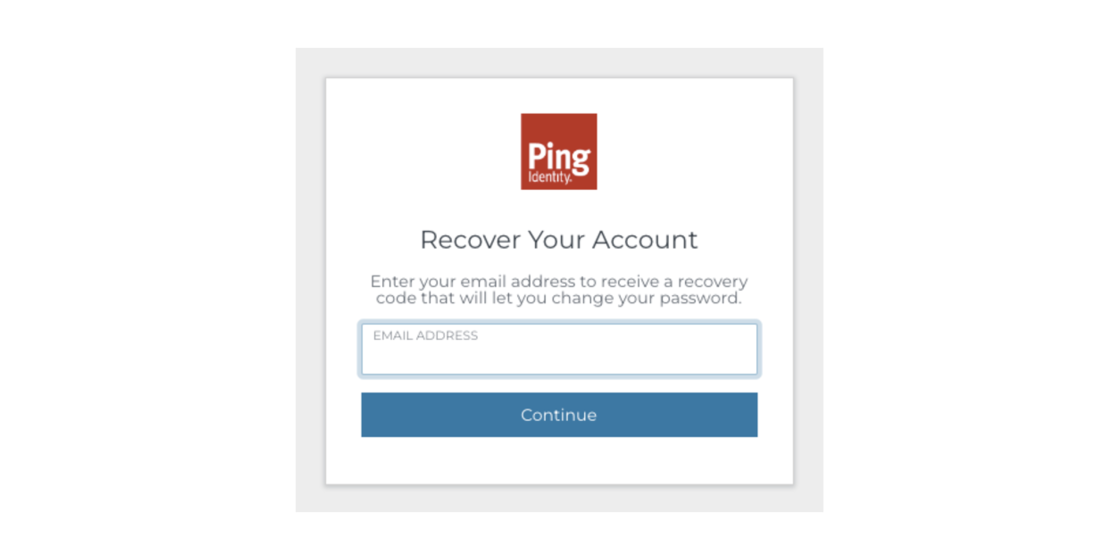 Ping
Identity.
Recover Your Account
Enter your email address to receive a recovery
code that will let you change your password.
EMAIL ADDRESS
Continue